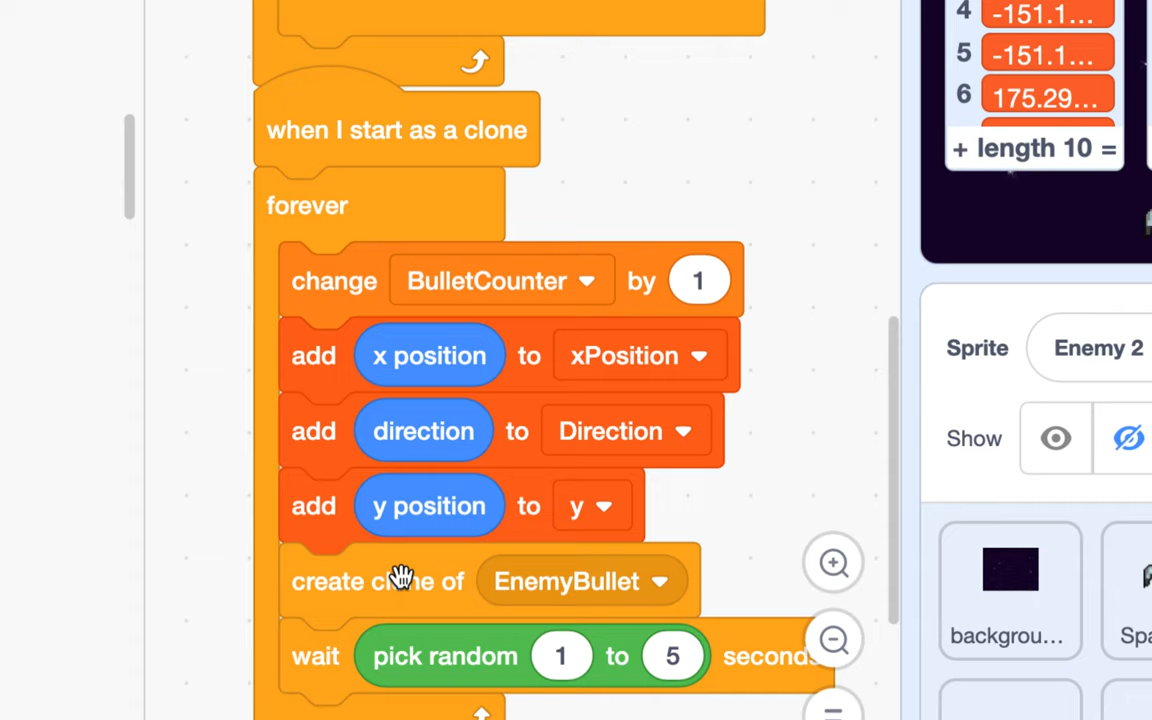 4 -151.1...
5 -151.1...
6 175.29...
+ length 10 =
when I start as a clone
forever
change BulletCounter by 1
add x position to xPosition
add direction to Direction
add y position to y
create clone of EnemyBullet
wait pick random 1 to 5 seconds
Sprite Enemy 2
Show
backgrou... Spa